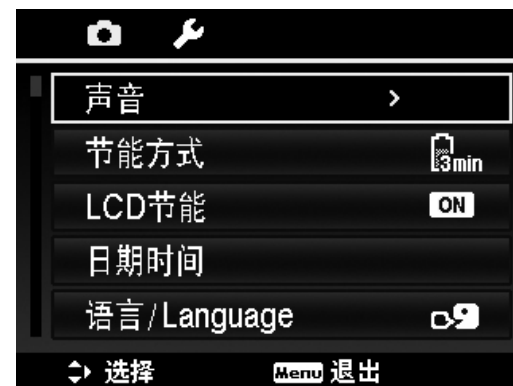 声音 >
节能方式 3min
LCD节能 ON
日期时间
语言/Language
选择 Menu 退出